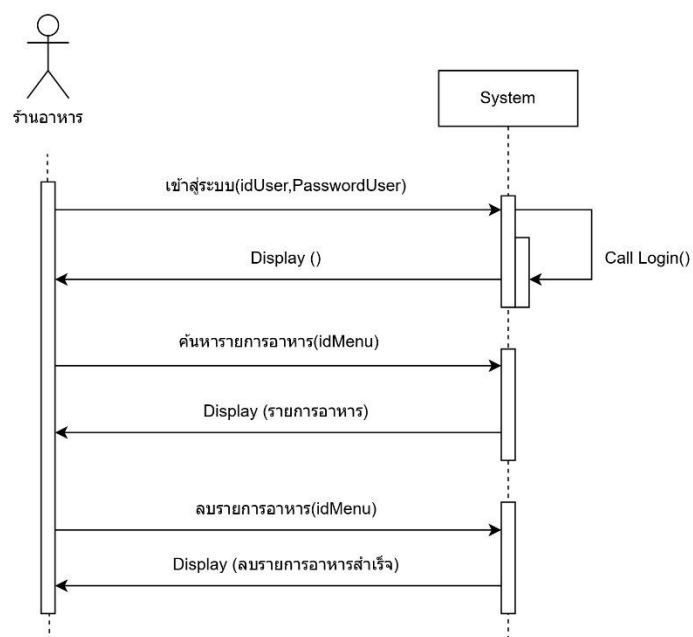 ร้านอาหาร
System
เข้าสู่ระบบ(idUser,PasswordUser)
Display ()
Call Login()
ค้นหารายการอาหาร(idMenu)
Display (รายการอาหาร)
ลบรายการอาหาร(idMenu)
Display (ลบรายการอาหารสำเร็จ)